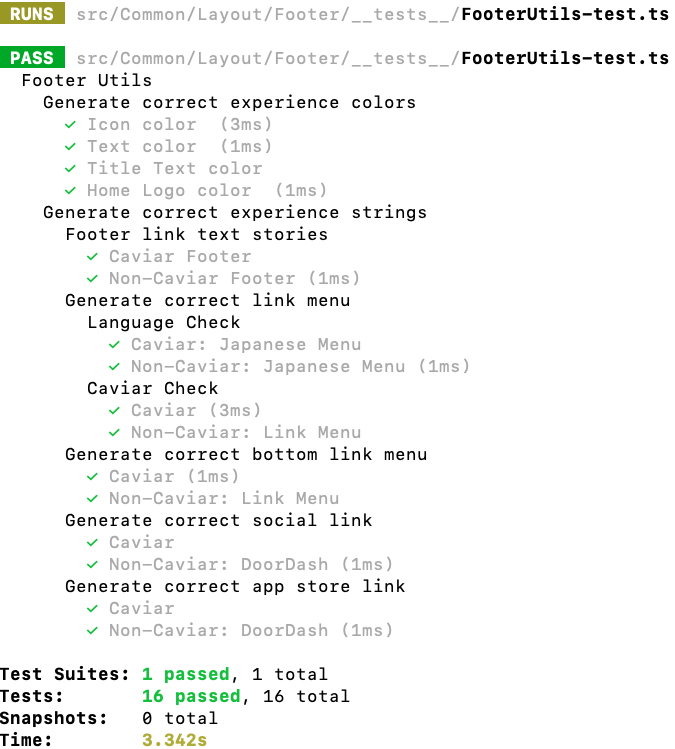 RUNS src/Common/Layout/Footer/__tests__/FooterUtils-test.ts
PASS src/Common/Layout/Footer/__tests__/FooterUtils-test.ts
Footer Utils
Generate correct experience colors
✓ Icon color (3ms)
✓ Text color (1ms)
✓ Title Text color
✓ Home Logo color (1ms)
Generate correct experience strings
Footer link text stories
✓ Caviar Footer
✓ Non-Caviar Footer (1ms)
Generate correct link menu
Language Check
✓ Caviar: Japanese Menu
✓ Non-Caviar: Japanese Menu (1ms)
Caviar Check
✓ Caviar (3ms)
✓ Non-Caviar: Link Menu
Generate correct bottom link menu
✓ Caviar (1ms)
✓ Non-Caviar: Link Menu
Generate correct social link
✓ Caviar
✓ Non-Caviar: DoorDash (1ms)
Generate correct app store link
✓ Caviar
✓ Non-Caviar: DoorDash (1ms)
Test Suites: 1 passed, 1 total
Tests: 16 passed, 16 total
Snapshots: 0 total
Time: 3.342s